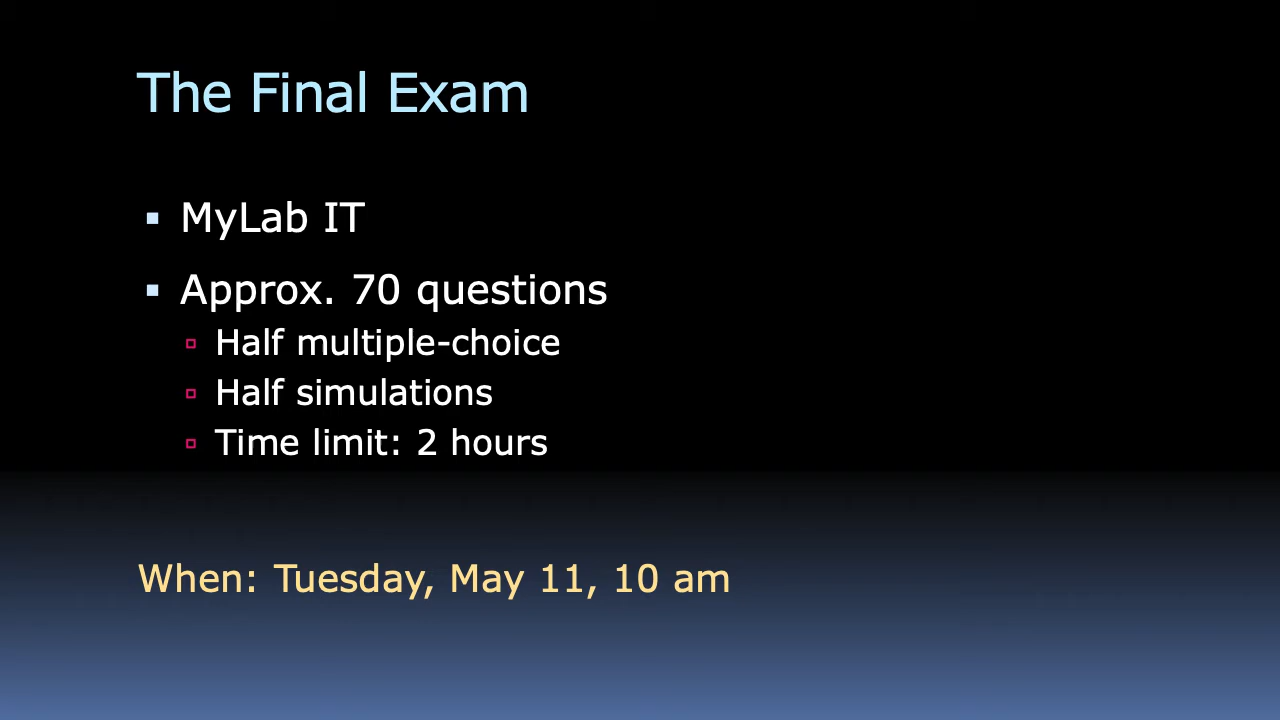 The Final Exam
▪ MyLab IT
▪ Approx. 70 questions
▫ Half multiple-choice
▫ Half simulations
▫ Time limit: 2 hours
When: Tuesday, May 11, 10 am